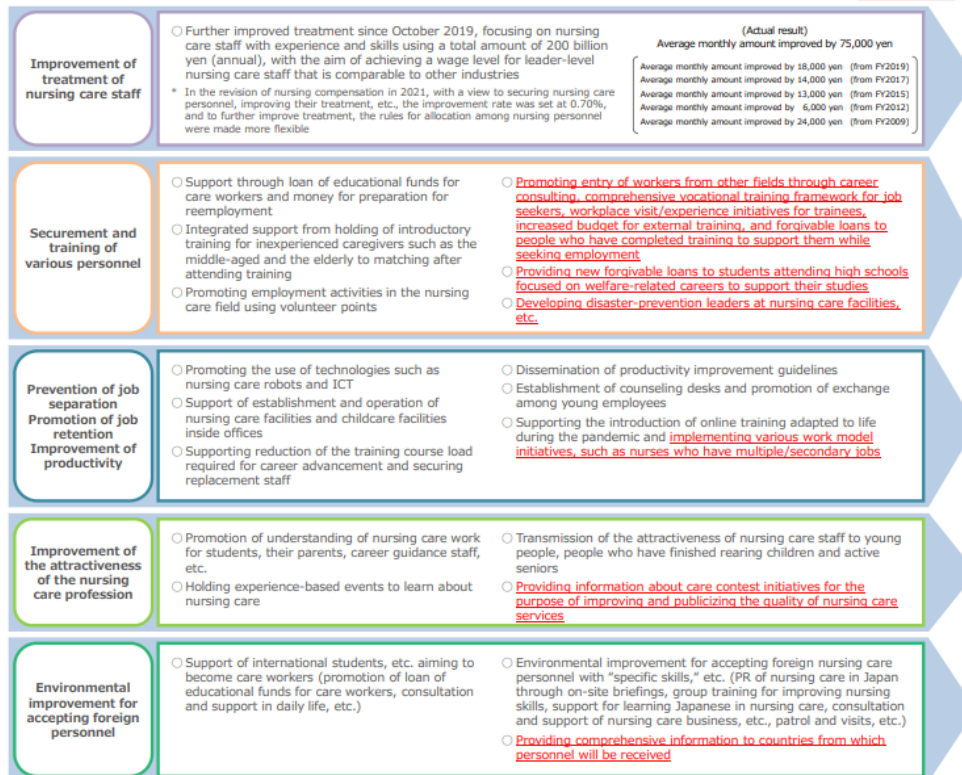 Improvement of
treatment of
nursing care staff
○ Further improved treatment since October 2019, focusing on nursing
care staff with experience and skills using a total amount of 200 billion
yen (annual), with the aim of achieving a wage level for leader-level
nursing care staff that is comparable to other industries
* In the revision of nursing compensation in 2021, with a view to securing nursing care
personnel, improving their treatment, etc., the improvement rate was set at 0.70%,
and to further improve treatment, the rules for allocation among nursing personnel
were made more flexible
(Actual result)
Average monthly amount improved by 75,000 yen
Average monthly amount improved by 18,000 yen (from FY2019)
Average monthly amount improved by 14,000 yen (from FY2017)
Average monthly amount improved by 13,000 yen (from FY2015)
Average monthly amount improved by 6,000 yen (from FY2012)
Average monthly amount improved by 24,000 yen (from FY2009)
Securement and
training of
various personnel
○ Support through loan of educational funds for
care workers and money for preparation for
reemployment
○ Integrated support from holding of introductory
training for inexperienced caregivers such as the
middle-aged and the elderly to matching after
attending training
○ Promoting employment activities in the nursing
care field using volunteer points
○ Promoting entry of workers from other fields through career
consulting, comprehensive vocational training framework for job
seekers, workplace visit/experience initiatives for trainees,
increased budget for external training, and forgivable loans to
people who have completed training to support them while
seeking employment
○ Providing new forgivable loans to students attending high schools
focused on welfare-related careers to support their studies
○ Developing disaster-prevention leaders at nursing care facilities,
etc.
Prevention of job
separation
Promotion of job
retention
Improvement of
productivity
○ Promoting the use of technologies such as
nursing care robots and ICT
○ Support of establishment and operation of
nursing care facilities and childcare facilities
inside offices
○ Supporting reduction of the training course load
required for career advancement and securing
replacement staff
○ Dissemination of productivity improvement guidelines
○ Establishment of counseling desks and promotion of exchange
among young employees
○ Supporting the introduction of online training adapted to life
during the pandemic and implementing various work model
initiatives, such as nurses who have multiple/secondary jobs
Improvement of
the attractiveness
of the nursing
care profession
○ Promotion of understanding of nursing care work
for students, their parents, career guidance staff,
etc.
○ Holding experience-based events to learn about
nursing care
○ Transmission of the attractiveness of nursing care staff to young
people, people who have finished rearing children and active
seniors
○ Providing information about care contest initiatives for the
purpose of improving and publicizing the quality of nursing care
services
Environmental
improvement for
accepting foreign
personnel
○ Support of international students, etc. aiming to
become care workers (promotion of loan of
educational funds for care workers, consultation
and support in daily life, etc.)
○ Environmental improvement for accepting foreign nursing care
personnel with "specific skills," etc. (PR of nursing care in Japan
through on-site briefings, group training for improving nursing
skills, support for learning Japanese in nursing care, consultation
and support of nursing care business, etc., patrol and visits, etc.)
○ Providing comprehensive information to countries from which
personnel will be received